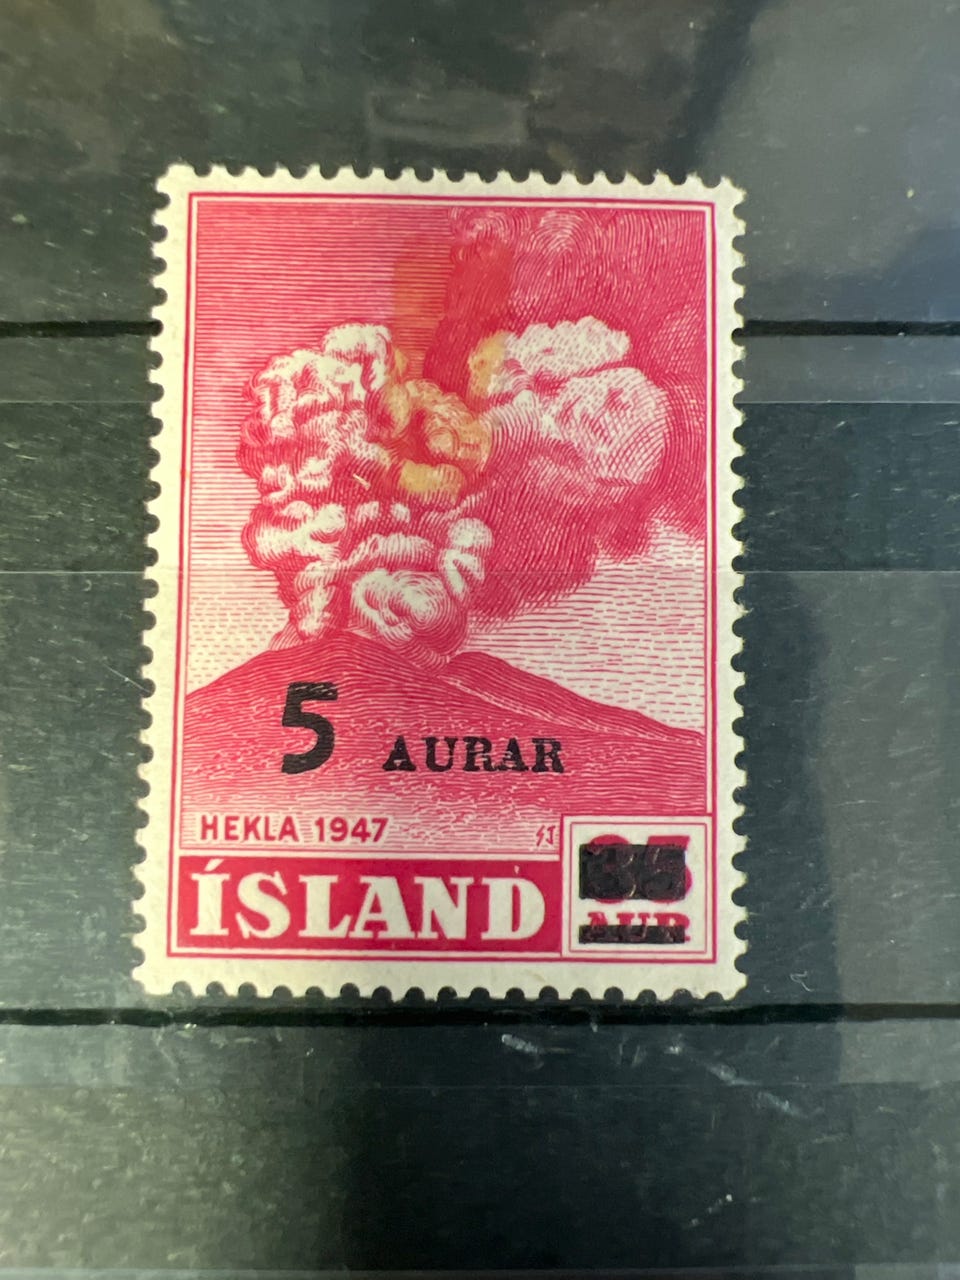 5 AURAR
HEKLA 1947 SJ
ÍSLAND
35
AUR